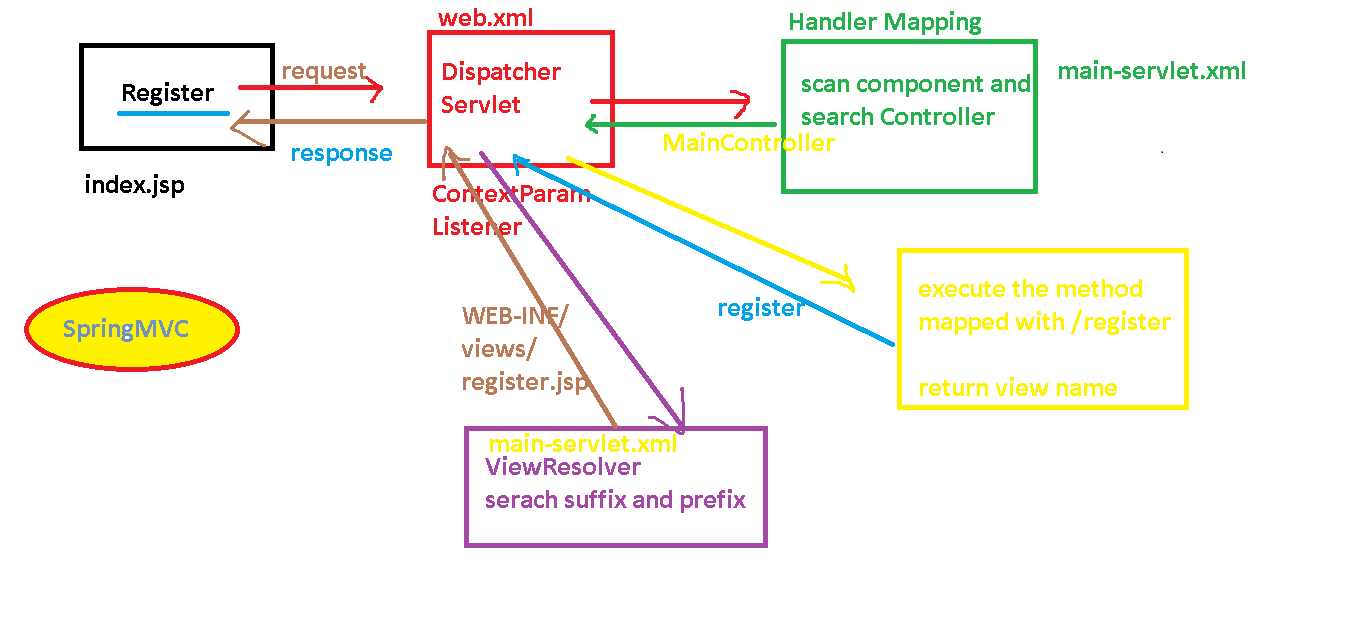 web.xml
Handler Mapping
Register
request
Dispatcher
Servlet
scan component and
search Controller
main-servlet.xml
MainController
response
index.jsp
ContextParam
Listener
SpringMVC
WEB-INF/
views/
register.jsp
register
execute the method
mapped with /register
return view name
main-servlet.xml
ViewResolver
serach suffix and prefix